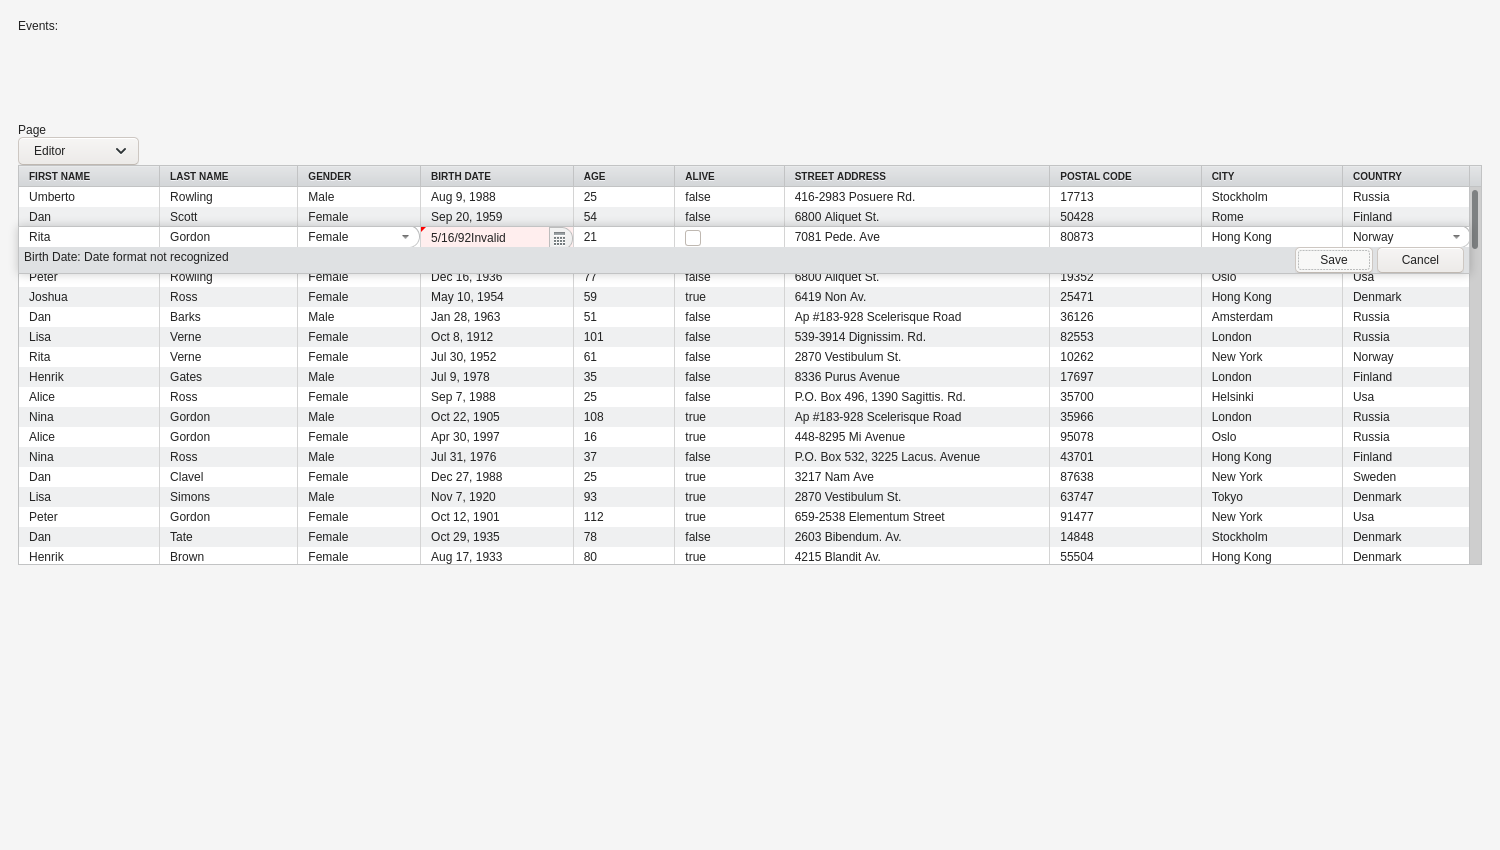 Events:
Page
Editor
FIRST NAME LAST NAME GENDER BIRTH DATE AGE ALIVE STREET ADDRESS POSTAL CODE CITY COUNTRY
Umberto Rowling Male Aug 9, 1988 25 false 416-2983 Posuere Rd. 17713 Stockholm Russia
Dan Scott Female Sep 20, 1959 54 false 6800 Aliquet St. 50428 Rome Finland
Rita Gordon Female 5/16/92Invalid 21 7081 Pede. Ave 80873 Hong Kong Norway
Birth Date: Date format not recognized Save Cancel
Peter Rowling Female Dec 16, 1936 77 false 6800 Aliquet St. 19352 Oslo Usa
Joshua Ross Female May 10, 1954 59 true 6419 Non Av. 25471 Hong Kong Denmark
Dan Barks Male Jan 28, 1963 51 false Ap #183-928 Scelerisque Road 36126 Amsterdam Russia
Lisa Verne Female Oct 8, 1912 101 false 539-3914 Dignissim. Rd. 82553 London Russia
Rita Verne Female Jul 30, 1952 61 false 2870 Vestibulum St. 10262 New York Norway
Henrik Gates Male Jul 9, 1978 35 false 8336 Purus Avenue 17697 London Finland
Alice Ross Female Sep 7, 1988 25 false P.O. Box 496, 1390 Sagittis. Rd. 35700 Helsinki Usa
Nina Gordon Male Oct 22, 1905 108 true Ap #183-928 Scelerisque Road 35966 London Russia
Alice Gordon Female Apr 30, 1997 16 true 448-8295 Mi Avenue 95078 Oslo Russia
Nina Ross Male Jul 31, 1976 37 false P.O. Box 532, 3225 Lacus. Avenue 43701 Hong Kong Finland
Dan Clavel Female Dec 27, 1988 25 true 3217 Nam Ave 87638 New York Sweden
Lisa Simons Male Nov 7, 1920 93 true 2870 Vestibulum St. 63747 Tokyo Denmark
Peter Gordon Female Oct 12, 1901 112 true 659-2538 Elementum Street 91477 New York Usa
Dan Tate Female Oct 29, 1935 78 false 2603 Bibendum. Av. 14848 Stockholm Denmark
Henrik Brown Female Aug 17, 1933 80 true 4215 Blandit Av. 55504 Hong Kong Denmark